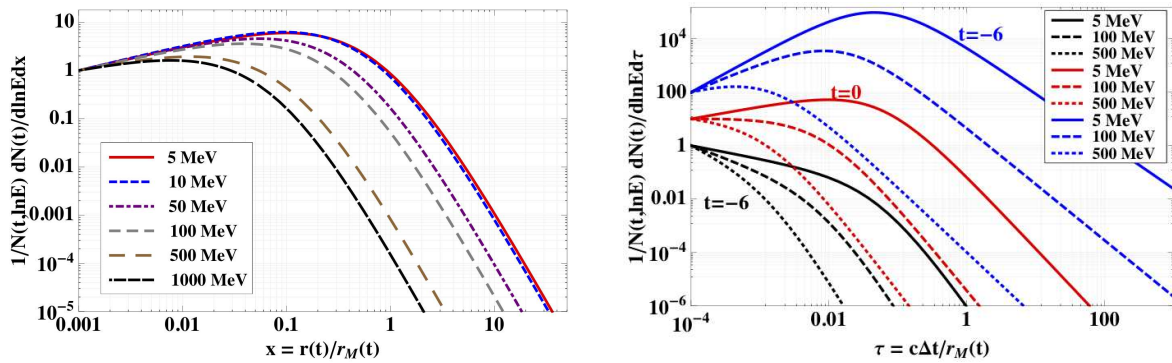 1/N(t,lnE) dN(t)/dlnEdx
10
1
0.1
0.01
0.001
10⁻⁴
10⁻⁵
5 MeV
10 MeV
50 MeV
100 MeV
500 MeV
1000 MeV
0.001
0.01
0.1
1
10
x = r(t)/r_M(t)
1/N(t,lnE) dN(t)/dlnEdτ
10⁴
100
1
0.01
10⁻⁴
10⁻⁶
t=−6
t=0
t=−6
5 MeV
100 MeV
500 MeV
5 MeV
100 MeV
500 MeV
5 MeV
100 MeV
500 MeV
10⁻⁴
0.01
1
100
τ = cΔt/r_M(t)